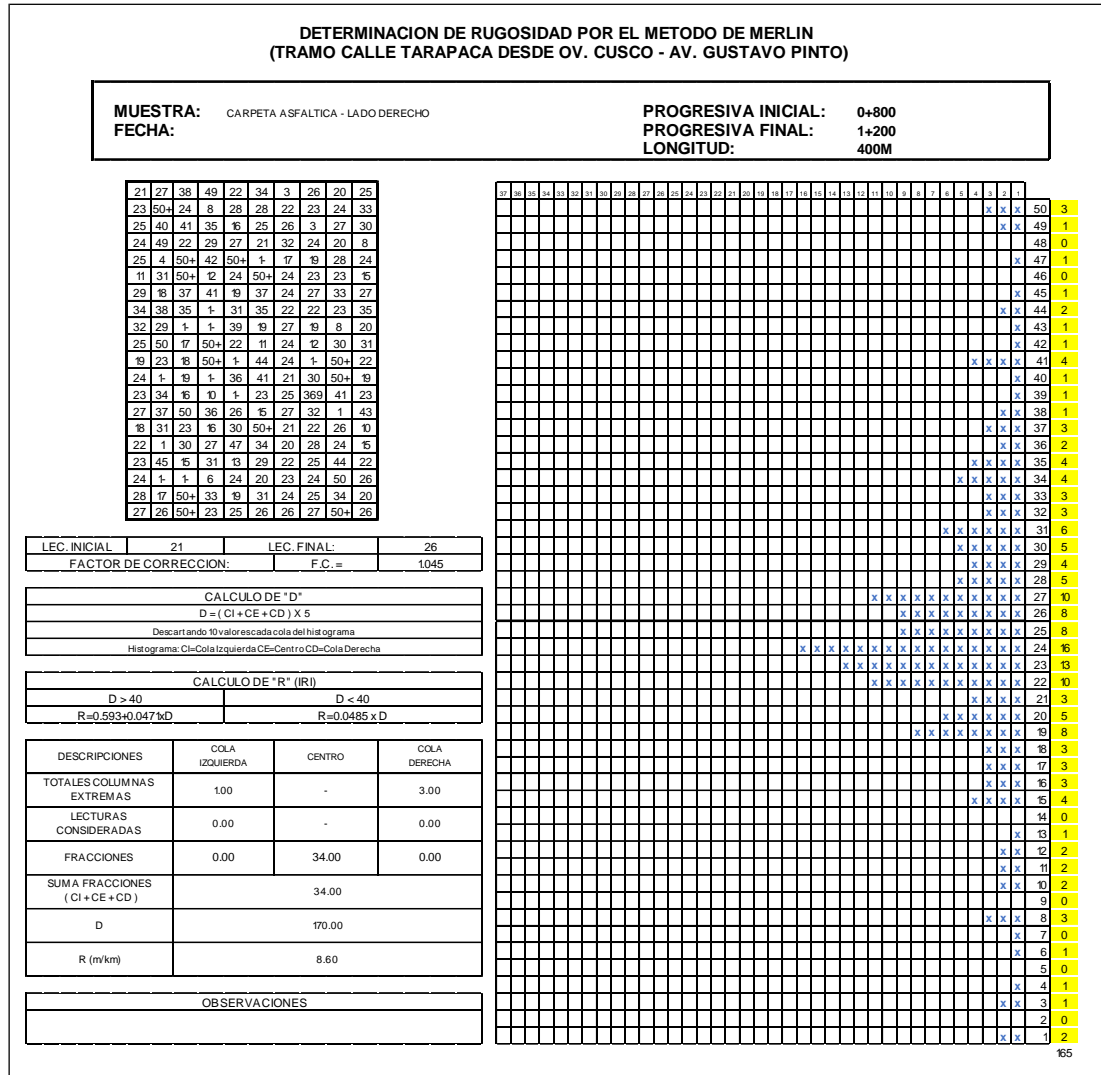 DETERMINACION DE RUGOSIDAD POR EL METODO DE MERLIN
(TRAMO CALLE TARAPACA DESDE OV. CUSCO - AV. GUSTAVO PINTO)
MUESTRA: CARPETA ASFALTICA - LADO DERECHO
FECHA:
PROGRESIVA INICIAL: 0+800
PROGRESIVA FINAL: 1+200
LONGITUD: 400M
21 27 38 49 22 34 3 26 20 25
23 50+ 24 8 28 28 22 23 24 33
25 40 41 35 16 25 26 3 27 30
24 49 22 29 27 21 32 24 20 8
25 4 50+ 42 50+ 1- 17 19 28 24
11 31 50+ 12 24 50+ 24 23 23 15
29 18 37 41 19 37 24 27 33 27
34 38 35 1- 31 35 22 22 23 35
32 29 1- 1- 39 19 27 19 8 20
25 50 17 50+ 22 11 24 12 30 31
19 23 18 50+ 1- 44 24 1- 50+ 22
24 1- 19 1- 36 41 21 30 50+ 19
23 34 16 10 1- 23 25 369 41 23
27 37 50 36 26 15 27 32 1 43
18 31 23 16 30 50+ 21 22 26 10
22 1 30 27 47 34 20 28 24 15
23 45 15 31 13 29 22 25 44 22
24 1- 1- 6 24 20 23 24 50 26
28 17 50+ 33 19 31 24 25 34 20
27 26 50+ 23 25 26 26 27 50+ 26
LEC. INICIAL 21 LEC. FINAL: 26
FACTOR DE CORRECCION: F.C. = 1.045
CALCULO DE "D"
D = ( CI + CE + CD ) X 5
Descartando 10 valores cada cola del histograma
Histograma: CI=Cola Izquierda CE=Centro CD=Cola Derecha
CALCULO DE "R" (IRI)
D > 40 D < 40
R=0.593+0.0471xD R=0.0485 x D
DESCRIPCIONES COLA IZQUIERDA CENTRO COLA DERECHA
TOTALES COLUMNAS EXTREMAS 1.00 - 3.00
LECTURAS CONSIDERADAS 0.00 - 0.00
FRACCIONES 0.00 34.00 0.00
SUMA FRACCIONES ( CI + CE + CD ) 34.00
D 170.00
R (m/km) 8.60
OBSERVACIONES
37 36 35 34 33 32 31 30 29 28 27 26 25 24 23 22 21 20 19 18 17 16 15 14 13 12 11 10 9 8 7 6 5 4 3 2 1
x x x 50 3
x x 49 1
48 0
x 47 1
46 0
x 45 1
x x 44 2
x 43 1
x 42 1
x x x x 41 4
x 40 1
x 39 1
x x 38 1
x x x 37 3
x x 36 2
x x x x 35 4
x x x x x 34 4
x x x 33 3
x x x 32 3
x x x x x x 31 6
x x x x x 30 5
x x x x 29 4
x x x x x 28 5
x x x x x x x x x x x 27 10
x x x x x x x x x 26 8
x x x x x x x x x 25 8
x x x x x x x x x x x x x x x x 24 16
x x x x x x x x x x x x x 23 13
x x x x x x x x x x x 22 10
x x x x 21 3
x x x x x x 20 5
x x x x x x x x 19 8
x x x 18 3
x x x 17 3
x x x 16 3
x x x x 15 4
14 0
x 13 1
x x 12 2
x x 11 2
x x 10 2
9 0
x x x 8 3
x 7 0
x 6 1
5 0
x 4 1
x x 3 1
2 0
x x 1 2
165